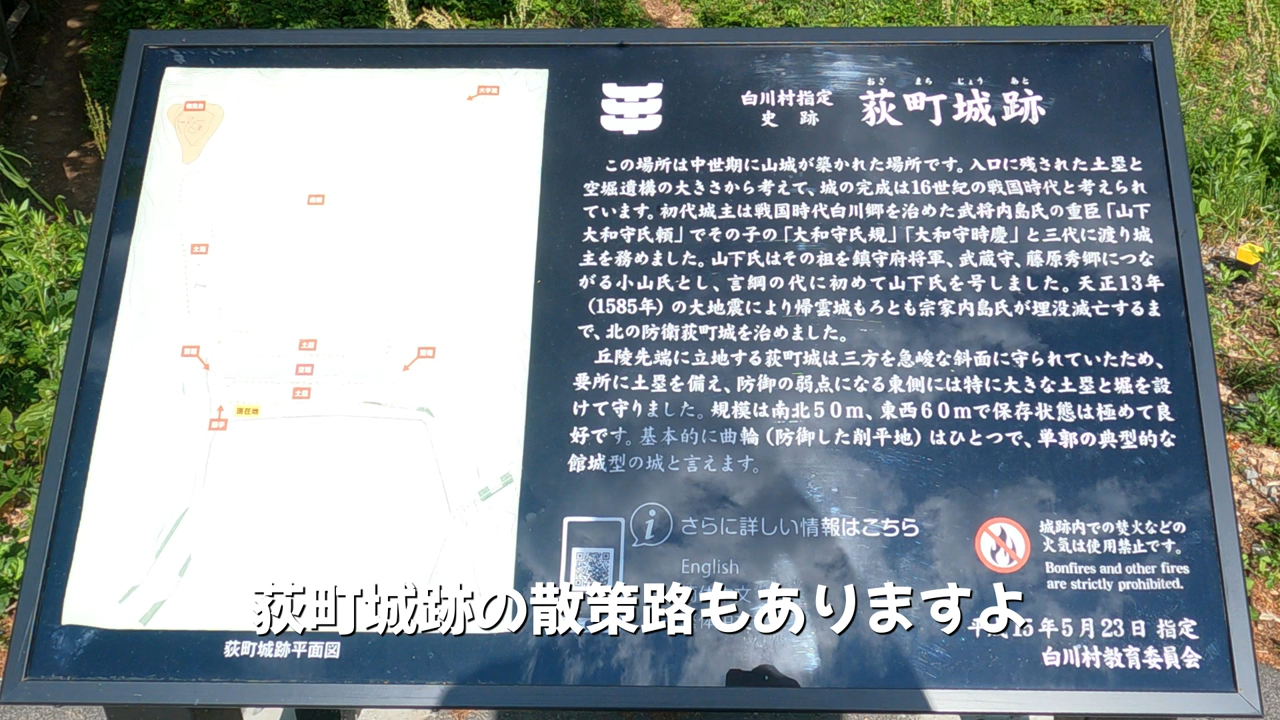 おぎ まち じょう あと
白川村指定
史跡
荻町城跡
この場所は中世期に山城が築かれた場所です。入口に残された土塁と
空堀遺構の大きさから考えて、城の完成は16世紀の戦国時代と考えられ
ています。初代城主は戦国時代白川郷を治めた武将内島氏の重臣「山下
大和守氏頼」でその子の「大和守氏規」「大和守時慶」と三代に渡り城
主を務めました。山下氏はその祖を鎮守府将軍、武蔵守、藤原秀郷につな
がる小山氏とし、言綱の代に初めて山下氏を号しました。天正13年
（1585年）の大地震により帰雲城もろとも宗家内島氏が埋没滅亡するま
で、北の防衛荻町城を治めました。
丘陵先端に立地する荻町城は三方を急峻な斜面に守られていたため、
要所に土塁を備え、防御の弱点になる東側には特に大きな土塁と堀を設
けて守りました。規模は南北50m、東西60mで保存状態は極めて良
好です。基本的に曲輪（防御した削平地）はひとつで、単郭の典型的な
館城型の城と言えます。
土塁
土塁
空堀
土塁
現在地
荻町城跡平面図
さらに詳しい情報はこちら
English
城跡内での焚火などの
火気は使用禁止です。
Bonfires and other fires
are strictly prohibited.
荻町城跡の散策路もありますよ
15年5月23日 指定
白川村教育委員会